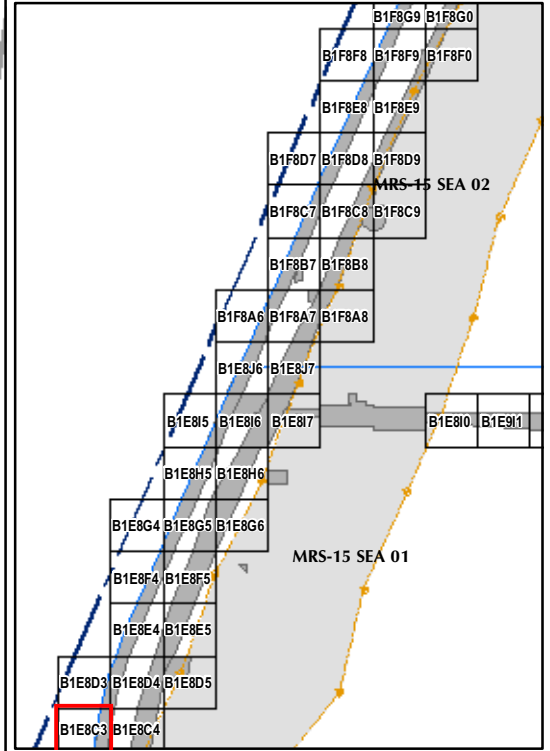 B1F8G9 B1F8G0
B1F8F8 B1F8F9 B1F8F0
B1F8E8 B1F8E9
B1F8D7 B1F8D8 B1F8D9
MRS-15 SEA 02
B1F8C7 B1F8C8 B1F8C9
B1F8B7 B1F8B8
B1F8A6 B1F8A7 B1F8A8
B1E8J6 B1E8J7
B1E8I5 B1E8I6 B1E8I7 B1E8I0 B1E9I1
B1E8H5 B1E8H6
B1E8G4 B1E8G5 B1E8G6
MRS-15 SEA 01
B1E8F4 B1E8F5
B1E8E4 B1E8E5
B1E8D3 B1E8D4 B1E8D5
B1E8C3 B1E8C4